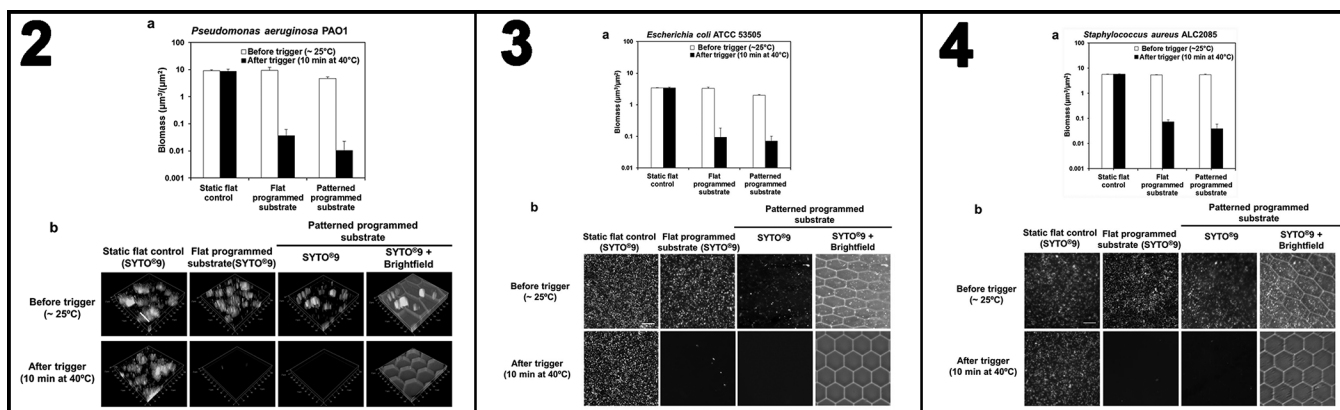 2
a
Pseudomonas aeruginosa PAO1
Before trigger (~ 25°C)
After trigger (10 min at 40°C)
Biomass (µm³/(µm²)
100
10
1
0.1
0.01
0.001
Static flat control
Flat programmed substrate
Patterned programmed substrate
b
Patterned programmed substrate
Static flat control (SYTO®9)
Flat programmed substrate(SYTO®9)
SYTO®9
SYTO®9 + Brightfield
Before trigger (~ 25ºC)
After trigger (10 min at 40ºC)
3
a
Escherichia coli ATCC 53505
Before trigger (~25°C)
After trigger (10 min at 40°C)
Biomass (µm³/µm²)
100
10
1
0.1
0.01
Static flat control
Flat programmed substrate
Patterned programmed substrate
b
Patterned programmed substrate
Static flat control (SYTO®9)
Flat programmed substrate (SYTO®9)
SYTO®9
SYTO®9 + Brightfield
Before trigger (~ 25ºC)
After trigger (10 min at 40ºC)
4
a
Staphylococcus aureus ALC2085
Before trigger (~25°C)
After trigger (10 min at 40°C)
Biomass (µm³/µm²)
100
10
1
0.1
0.01
0.001
Static flat control
Flat programmed substrate
Patterned programmed substrate
b
Patterned programmed substrate
Static flat control (SYTO®9)
Flat programmed substrate (SYTO®9)
SYTO®9
SYTO®9 + Brightfield
Before trigger (~ 25ºC)
After trigger (10 min at 40ºC)